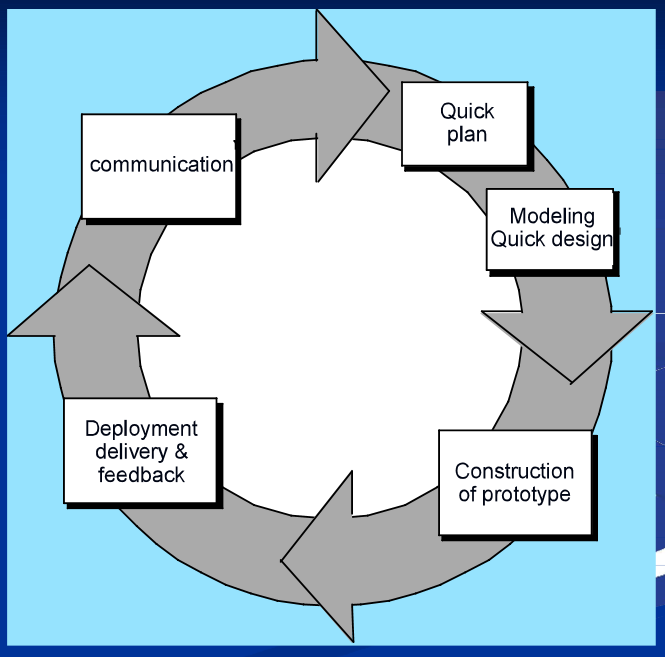 communication
Quick
plan
Modeling
Quick design
Construction
of prototype
Deployment
delivery &
feedback